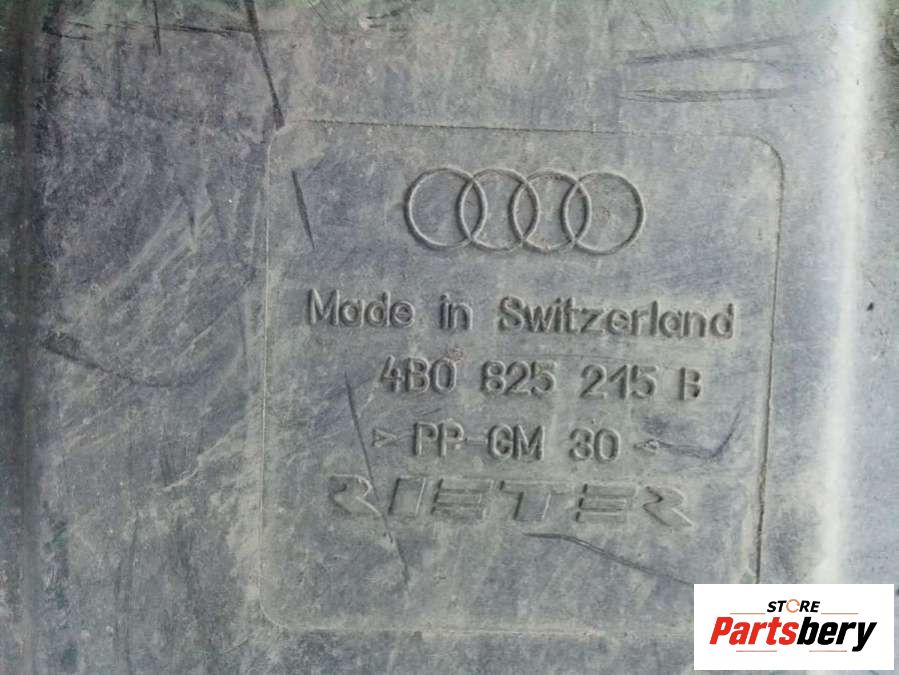 Made in Switzerland
4B0 825 215 B
> PP-GM 30 <
RIETER
STORE
Partsbery